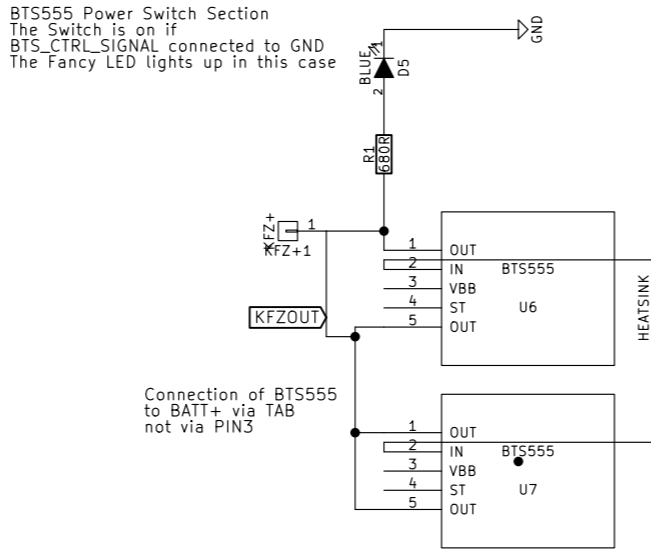 BTS555 Power Switch Section
The Switch is on if
BTS_CTRL_SIGNAL connected to GND
The Fancy LED lights up in this case
GND
BLUE
1
2
D5
R1
680R
KFZ+
1
KFZ+1
KFZOUT
1 OUT
2 IN
3 VBB
4 ST
5 OUT
BTS555
U6
HEATSINK
Connection of BTS555
to BATT+ via TAB
not via PIN3
1 OUT
2 IN
3 VBB
4 ST
5 OUT
BTS555
U7